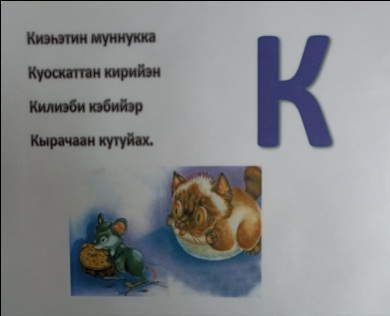 Киэһэтин муннукка
Куоскаттан кирийэн
Килиэби кэбийэр
Кырачаан кутуйах.
К